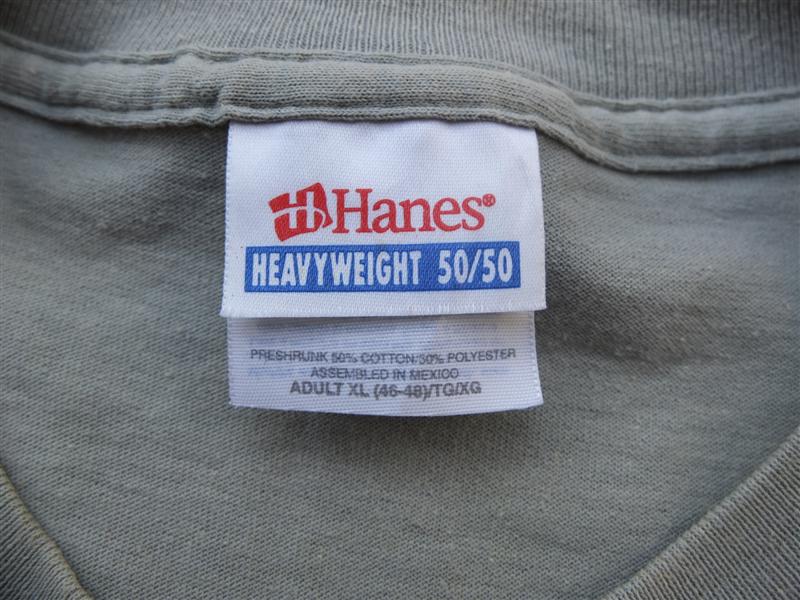 Hanes®
HEAVYWEIGHT 50/50
PRESHRUNK 50% COTTON/50% POLYESTER
ASSEMBLED IN MEXICO
ADULT XL (46-48)/TG/XG